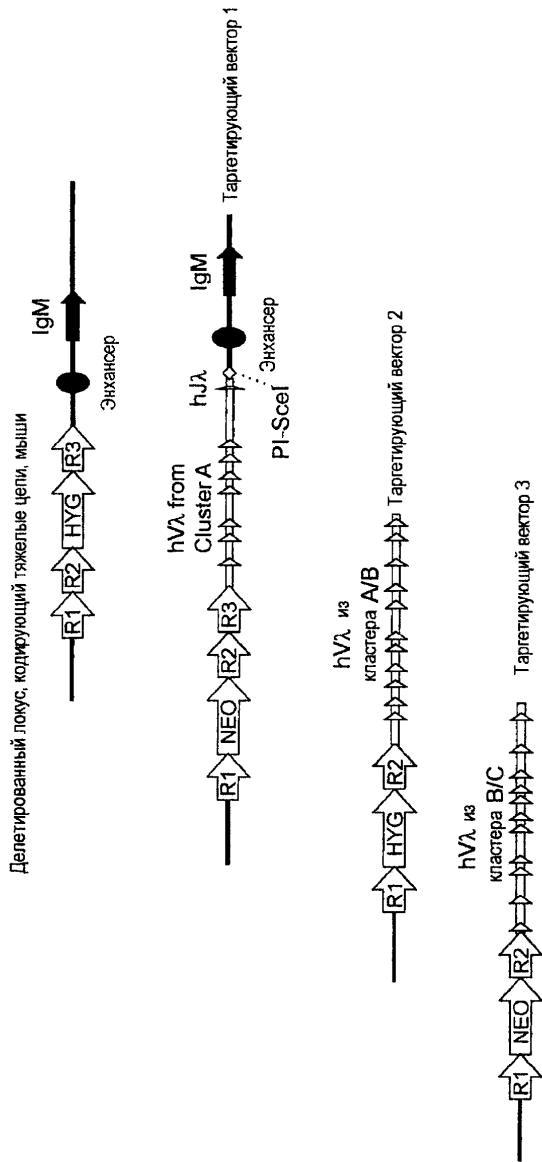 Делетированный локус, кодирующий тяжелые цепи, мыши
R1 R2 HYG R3
IgM
Энхансер
Таргетирующий вектор 1
R1 NEO R2 R3
hVλ from
Cluster A
hJλ
PI-SceI
Энхансер
IgM
Таргетирующий вектор 2
R1 HYG R2
hVλ из
кластера A/B
Таргетирующий вектор 3
R1 NEO R2
hVλ из
кластера B/C